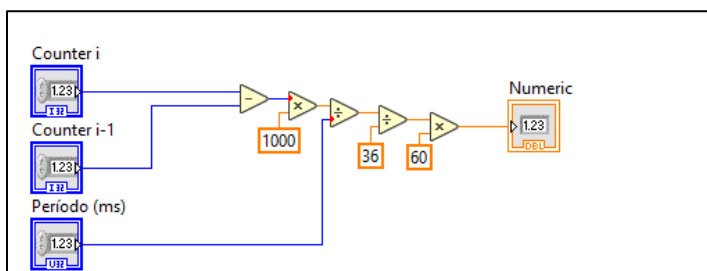 Counter i
1.23
I32
Numeric
Counter i-1
1.23
1000
36
60
1.23
DBL
I32
Período (ms)
1.23
U32